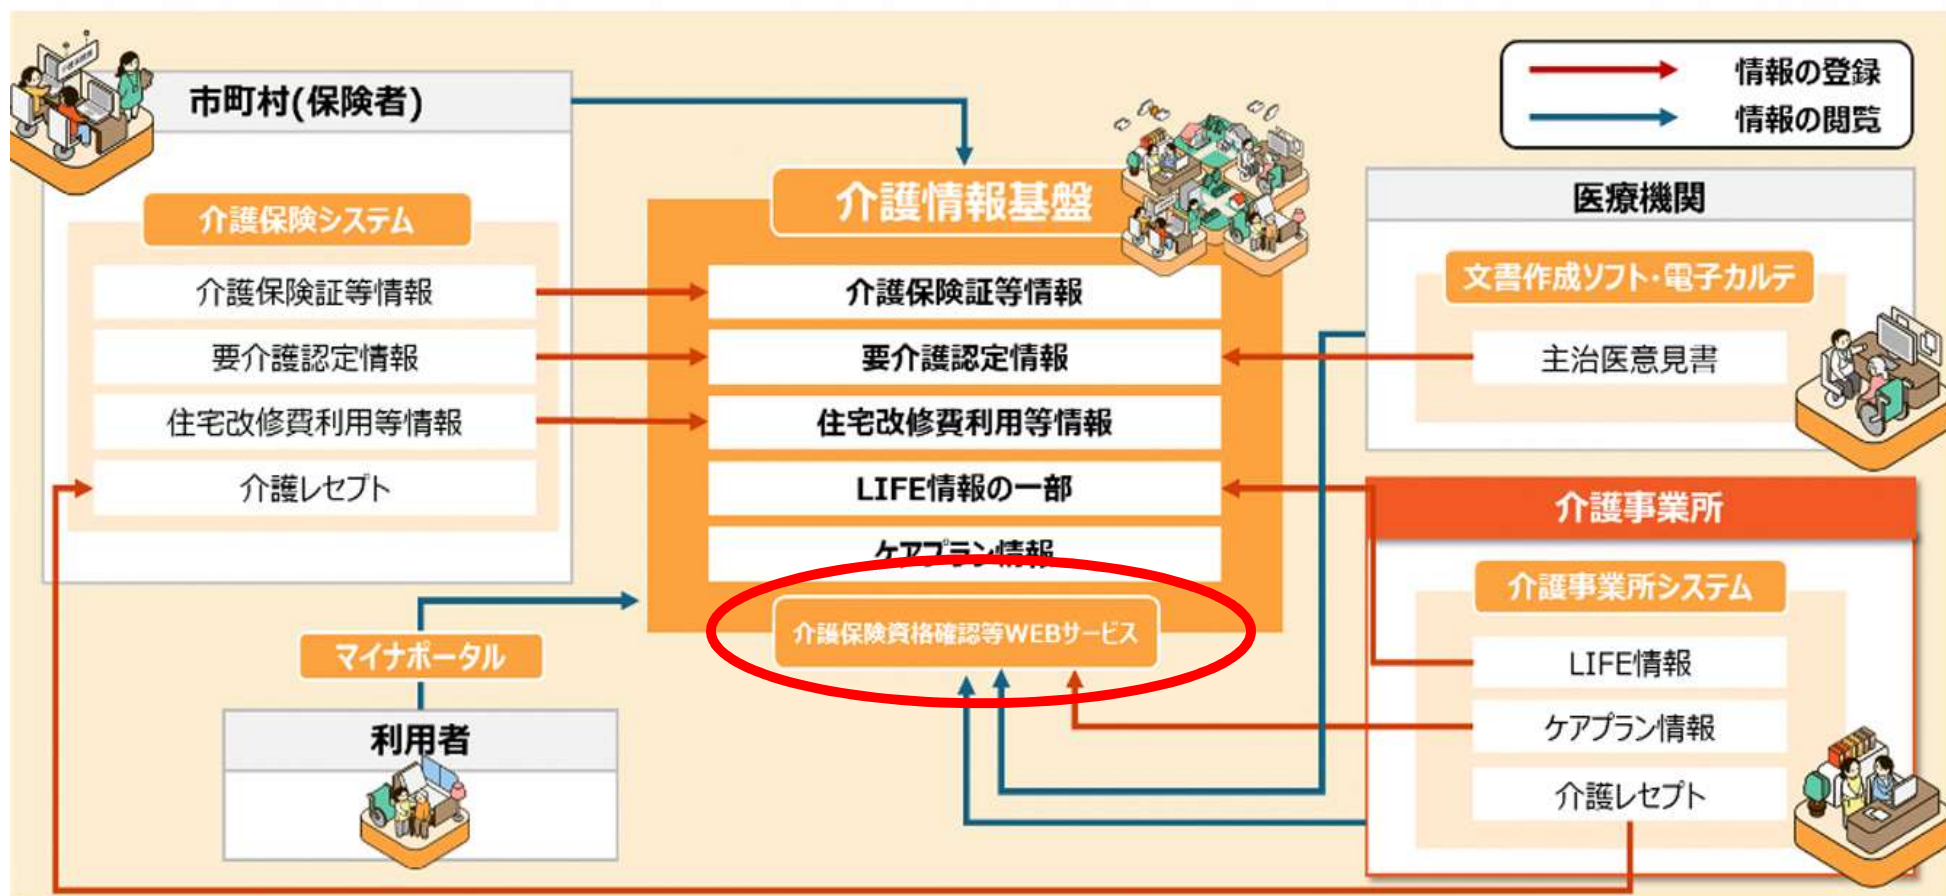 市町村(保険者)
介護保険システム
介護保険証等情報
要介護認定情報
住宅改修費利用等情報
介護レセプト
マイナポータル
利用者
介護情報基盤
介護保険証等情報
要介護認定情報
住宅改修費利用等情報
LIFE情報の一部
ケアプラン情報
介護保険資格確認等WEBサービス
情報の登録
情報の閲覧
医療機関
文書作成ソフト・電子カルテ
主治医意見書
介護事業所
介護事業所システム
LIFE情報
ケアプラン情報
介護レセプト